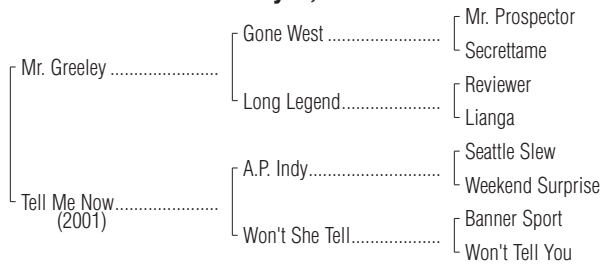 Mr. Prospector
Gone West
Secrettame
Mr. Greeley
Reviewer
Long Legend
Lianga
Seattle Slew
A.P. Indy
Weekend Surprise
Tell Me Now
(2001)
Banner Sport
Won't She Tell
Won't Tell You